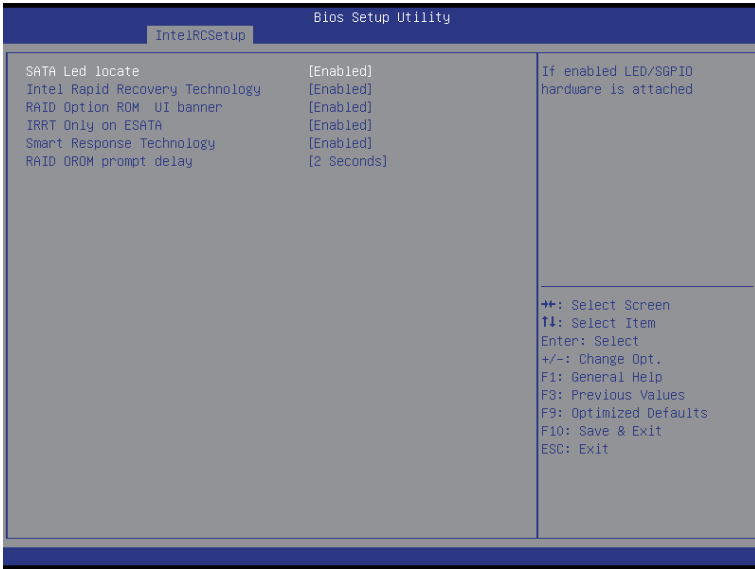 Bios Setup Utility
IntelRCSetup
SATA Led locate [Enabled]
Intel Rapid Recovery Technology [Enabled]
RAID Option ROM  UI banner [Enabled]
IRRT Only on ESATA [Enabled]
Smart Response Technology [Enabled]
RAID OROM prompt delay [2 Seconds]
If enabled LED/SGPIO
hardware is attached
→←: Select Screen
↑↓: Select Item
Enter: Select
+/-: Change Opt.
F1: General Help
F3: Previous Values
F9: Optimized Defaults
F10: Save & Exit
ESC: Exit